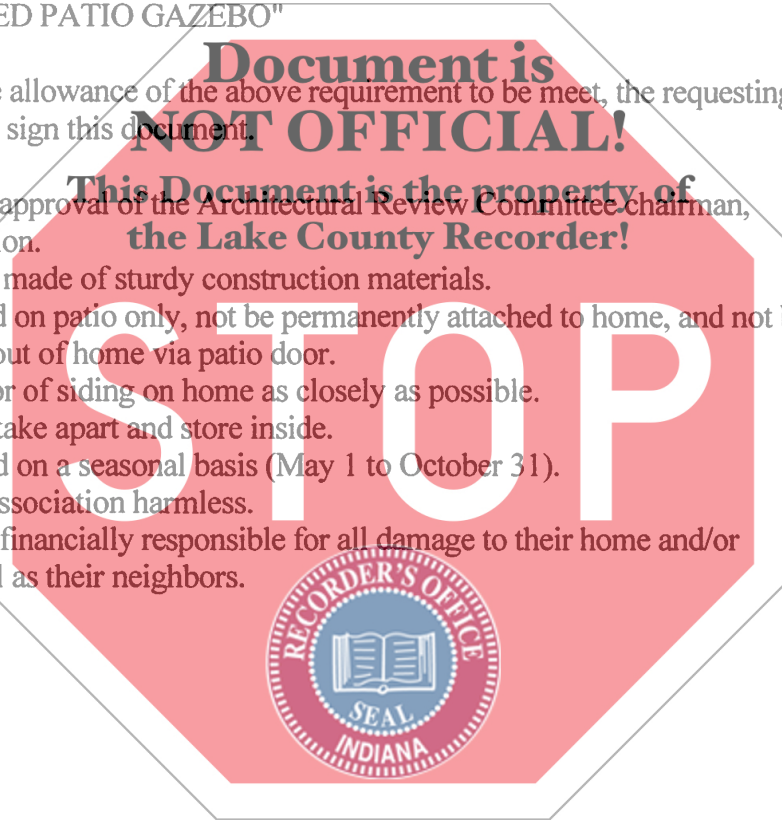 ED PATIO GAZEBO"
Document is
e allowance of the above requirement to be meet, the requesting
NOT OFFICIAL!
sign this document.
This Document is the property of
approval of the Architectural Review Committee chairman,
the Lake County Recorder!
on.
made of sturdy construction materials.
d on patio only, not be permanently attached to home, and not
out of home via patio door.
or of siding on home as closely as possible.
take apart and store inside.
d on a seasonal basis (May 1 to October 31).
ssociation harmless.
financially responsible for all damage to their home and/or
l as their neighbors.
STOP
RECORDER'S OFFICE
SEAL
INDIANA